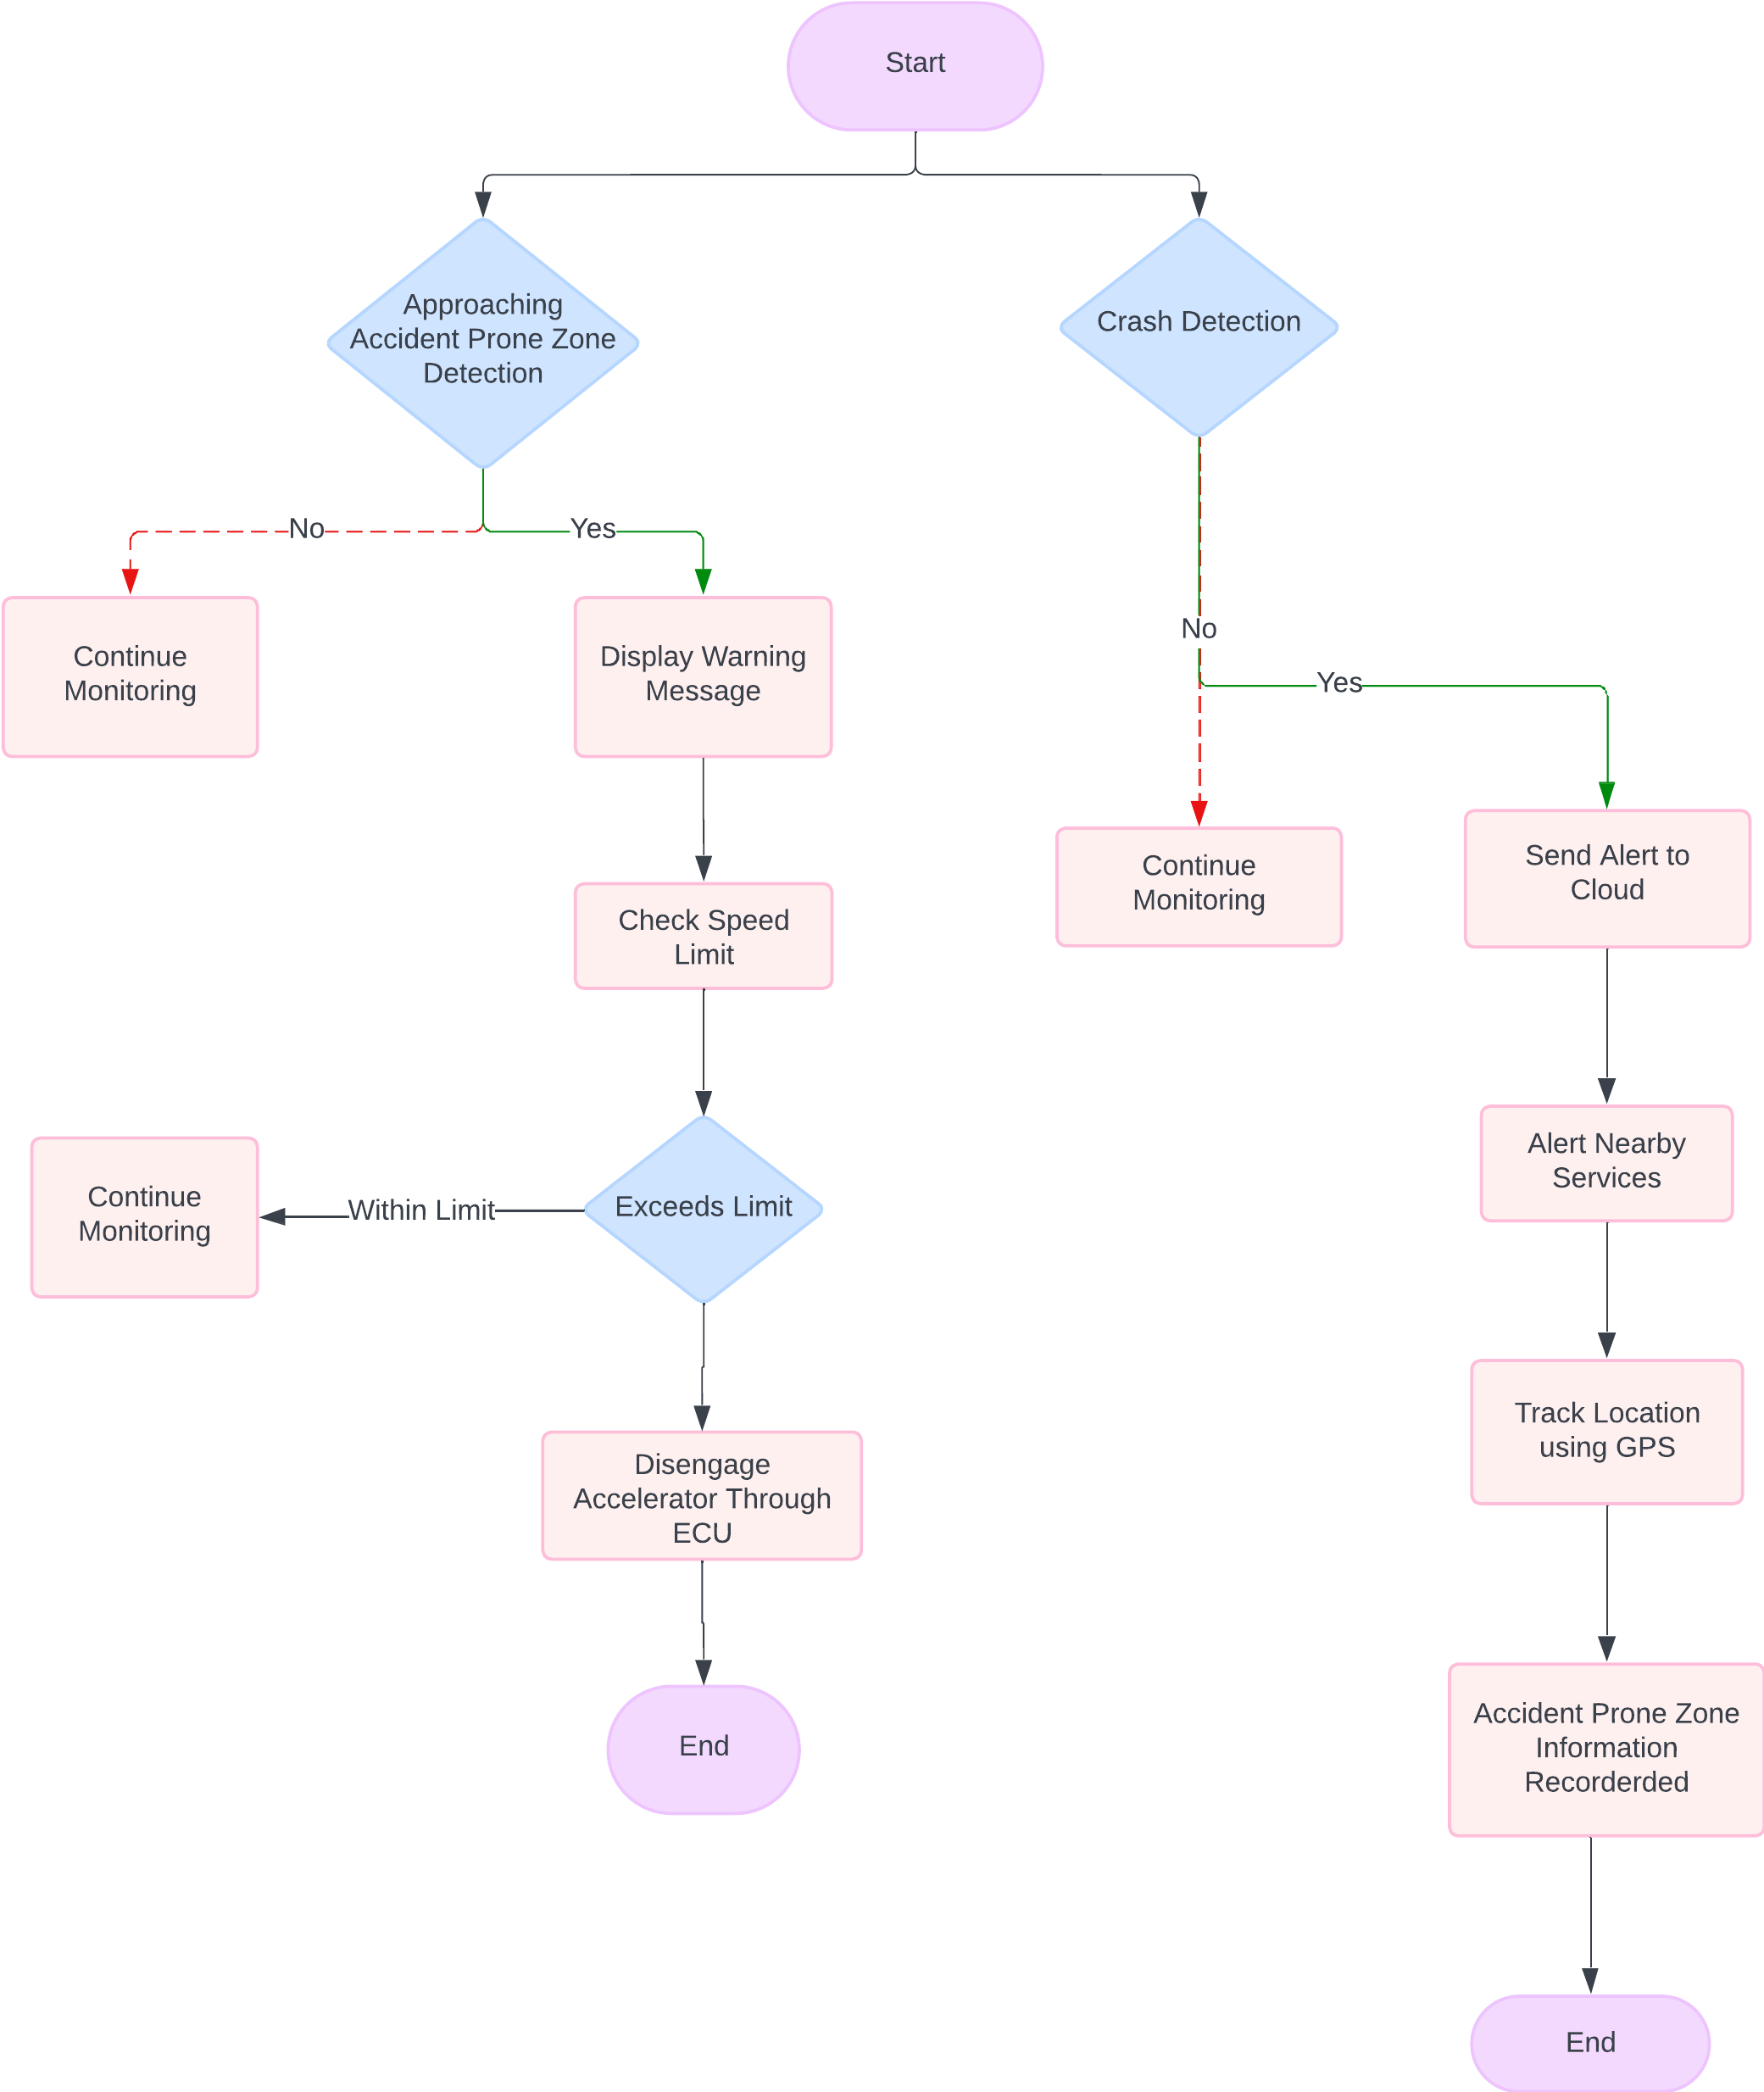 Start
Approaching
Accident Prone Zone
Detection
Crash Detection
No
Yes
Continue
Monitoring
Display Warning
Message
No
Yes
Continue
Monitoring
Send Alert to
Cloud
Check Speed
Limit
Alert Nearby
Services
Continue
Monitoring
Within Limit
Exceeds Limit
Track Location
using GPS
Disengage
Accelerator Through
ECU
Accident Prone Zone
Information
Recorderded
End
End